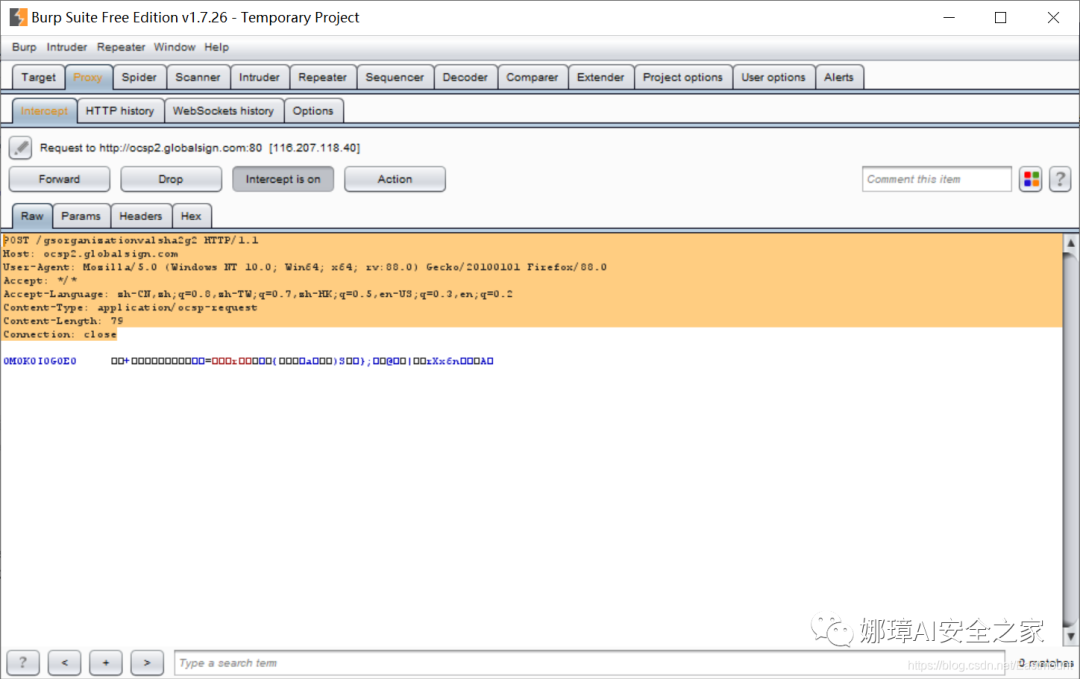 Burp Suite Free Edition v1.7.26 - Temporary Project
Burp Intruder Repeater Window Help
Target Proxy Spider Scanner Intruder Repeater Sequencer Decoder Comparer Extender Project options User options Alerts
Intercept HTTP history WebSockets history Options
Request to http://ocsp2.globalsign.com:80 [116.207.118.40]
Forward Drop Intercept is on Action Comment this item ?
Raw Params Headers Hex
POST /gsorganizationvalsha2g2 HTTP/1.1
Host: ocsp2.globalsign.com
User-Agent: Mozilla/5.0 (Windows NT 10.0; Win64; x64; rv:88.0) Gecko/20100101 Firefox/88.0
Accept: */*
Accept-Language: zh-CN,zh;q=0.8,zh-TW;q=0.7,zh-HK;q=0.5,en-US;q=0.3,en;q=0.2
Content-Type: application/ocsp-request
Content-Length: 79
Connection: close
0M0K0I0G0E0
娜璋AI安全之家
? < + > Type a search term 0 matches
https://blog.csdn.net/